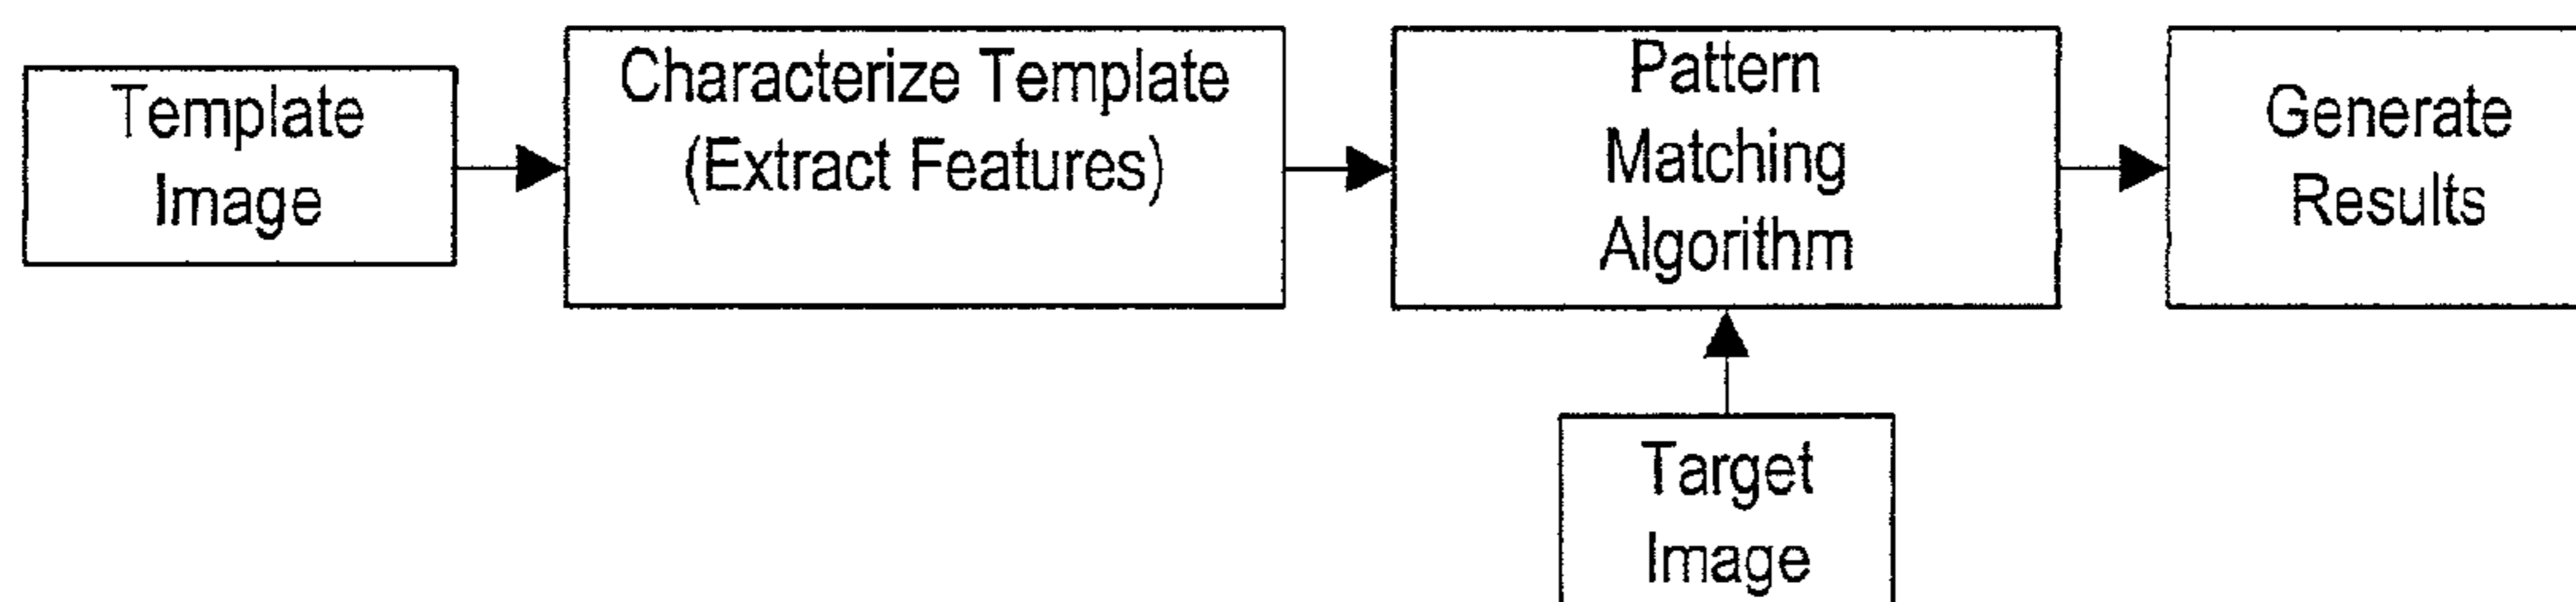 Template
Image
Characterize Template
(Extract Features)
Pattern
Matching
Algorithm
Generate
Results
Target
Image